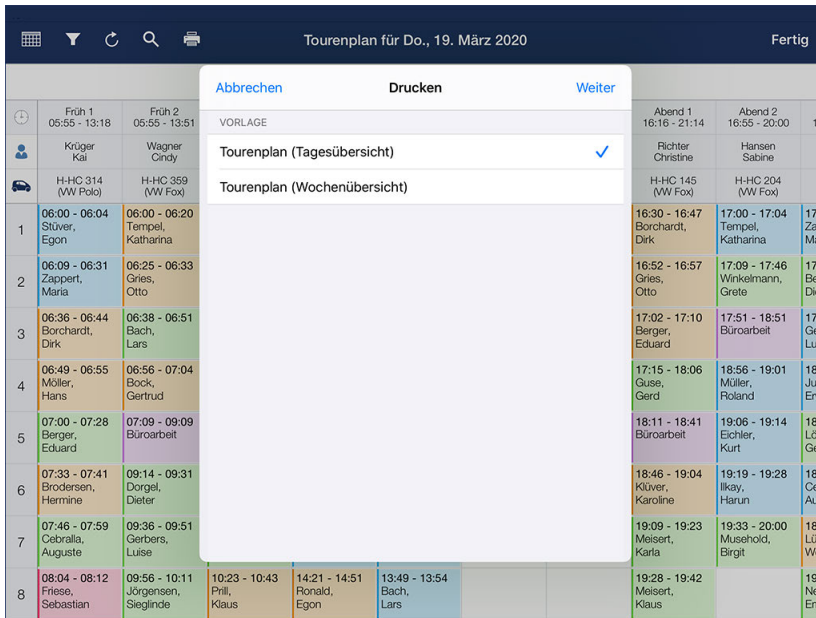 Tourenplan für Do., 19. März 2020
Fertig
Abbrechen
Drucken
Weiter
VORLAGE
Tourenplan (Tagesübersicht)
Tourenplan (Wochenübersicht)
Früh 1
05:55 - 13:18
Früh 2
05:55 - 13:51
Abend 1
16:16 - 21:14
Abend 2
16:55 - 20:00
Krüger
Kai
Wagner
Cindy
Richter
Christine
Hansen
Sabine
H-HC 314
(VW Polo)
H-HC 359
(VW Fox)
H-HC 145
(VW Fox)
H-HC 204
(VW Fox)
1
06:00 - 06:04
Stüver,
Egon
06:00 - 06:20
Tempel,
Katharina
16:30 - 16:47
Borchardt,
Dirk
17:00 - 17:04
Tempel,
Katharina
2
06:09 - 06:31
Zappert,
Maria
06:25 - 06:33
Gries,
Otto
16:52 - 16:57
Gries,
Otto
17:09 - 17:46
Winkelmann,
Grete
3
06:36 - 06:44
Borchardt,
Dirk
06:38 - 06:51
Bach,
Lars
17:02 - 17:10
Berger,
Eduard
17:51 - 18:51
Büroarbeit
4
06:49 - 06:55
Möller,
Hans
06:56 - 07:04
Bock,
Gertrud
17:15 - 18:06
Guse,
Gerd
18:56 - 19:01
Müller,
Roland
5
07:00 - 07:28
Berger,
Eduard
07:09 - 09:09
Büroarbeit
18:11 - 18:41
Büroarbeit
19:06 - 19:14
Eichler,
Kurt
6
07:33 - 07:41
Brodersen,
Hermine
09:14 - 09:31
Dorgel,
Dieter
18:46 - 19:04
Klüver,
Karoline
19:19 - 19:28
Ilkay,
Harun
7
07:46 - 07:59
Cebralla,
Auguste
09:36 - 09:51
Gerbers,
Luise
19:09 - 19:23
Meisert,
Karla
19:33 - 20:00
Musehold,
Birgit
8
08:04 - 08:12
Friese,
Sebastian
09:56 - 10:11
Jörgensen,
Sieglinde
10:23 - 10:43
Prill,
Klaus
14:21 - 14:51
Ronald,
Egon
13:49 - 13:54
Bach,
Lars
19:28 - 19:42
Meisert,
Klaus